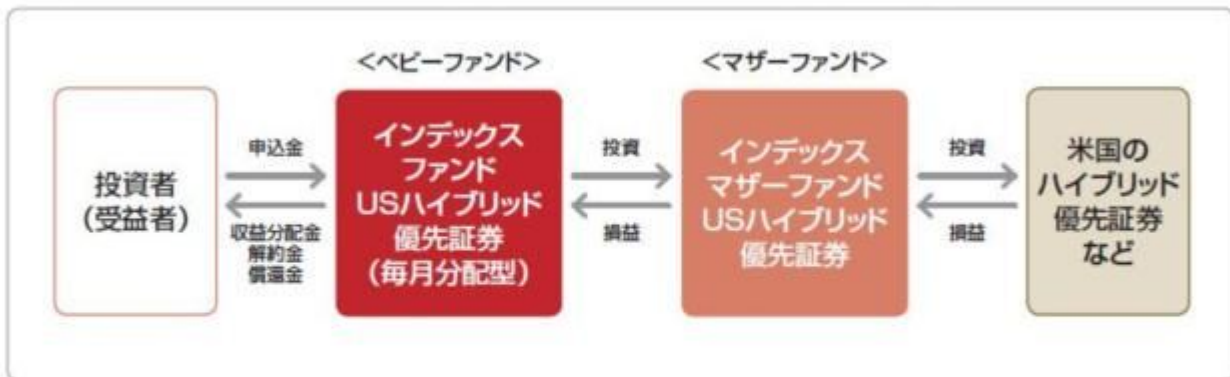 <ベビーファンド>
<マザーファンド>
投資者
(受益者)
申込金
収益分配金
解約金
償還金
インデックス
ファンド
USハイブリッド
優先証券
(毎月分配型)
投資
損益
インデックス
マザーファンド
USハイブリッド
優先証券
投資
損益
米国の
ハイブリッド
優先証券
など